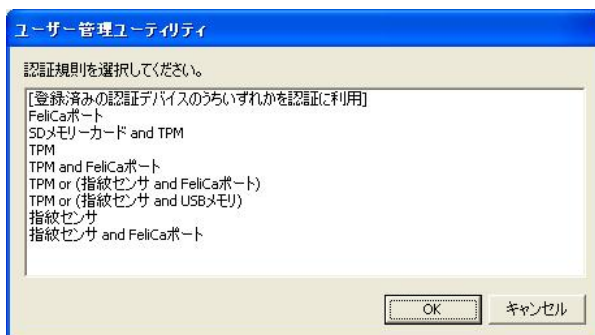 ユーザー管理ユーティリティ
認証規則を選択してください。
[登録済みの認証デバイスのうちいずれかを認証に利用]
FeliCaポート
SDメモリーカード and TPM
TPM
TPM and FeliCaポート
TPM or (指紋センサ and FeliCaポート)
TPM or (指紋センサ and USBメモリ)
指紋センサ
指紋センサ and FeliCaポート
OK キャンセル